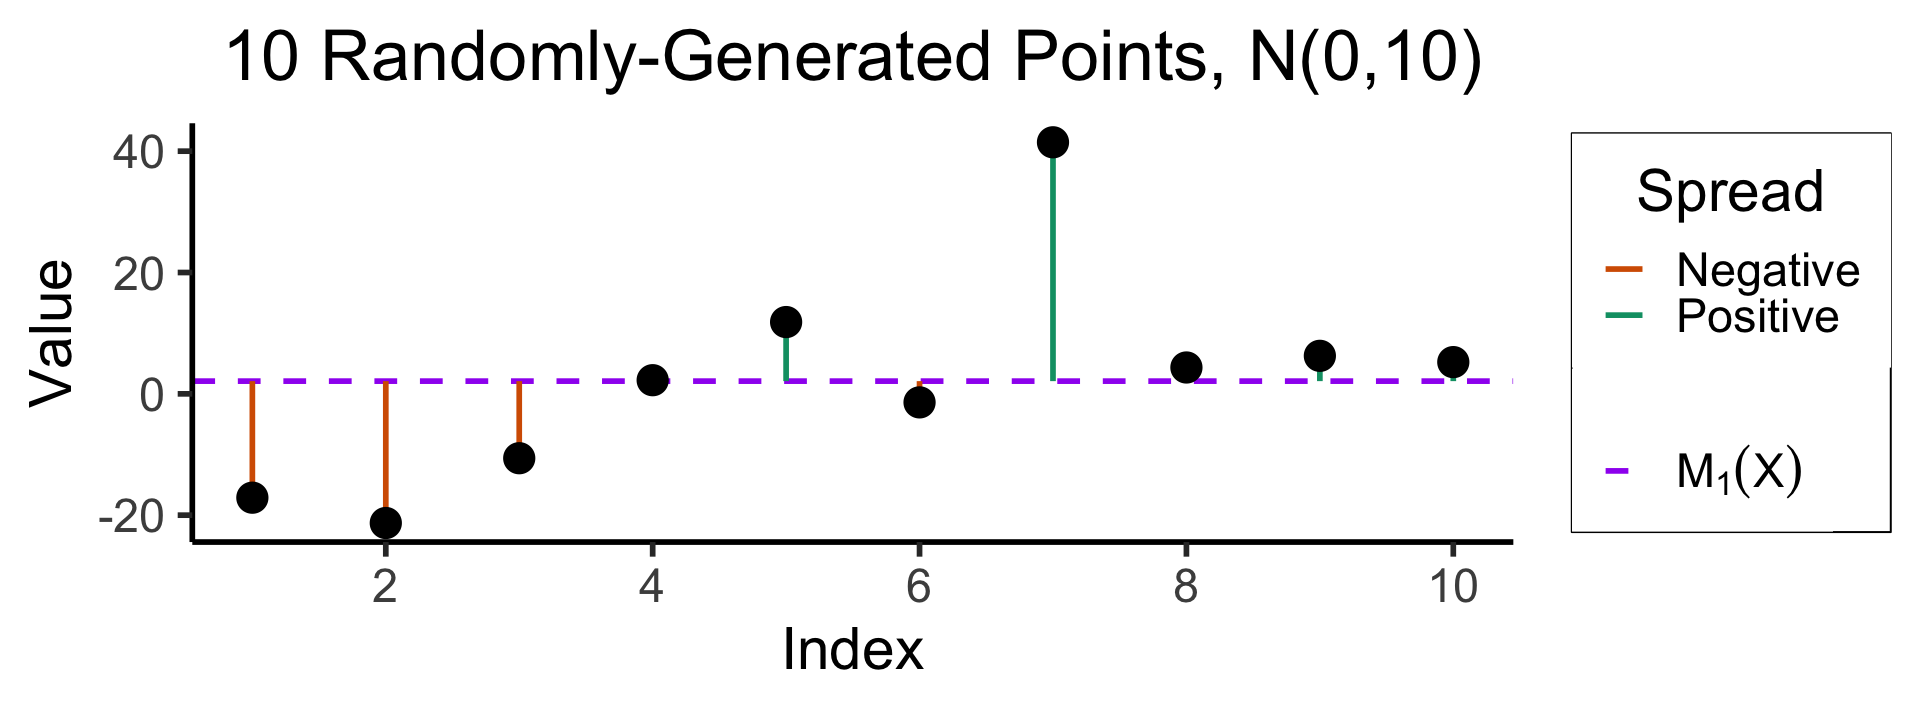 10 Randomly-Generated Points, N(0,10)
Value
40
20
0
-20
2 4 6 8 10
Index
Spread
Negative
Positive
M₁(X)